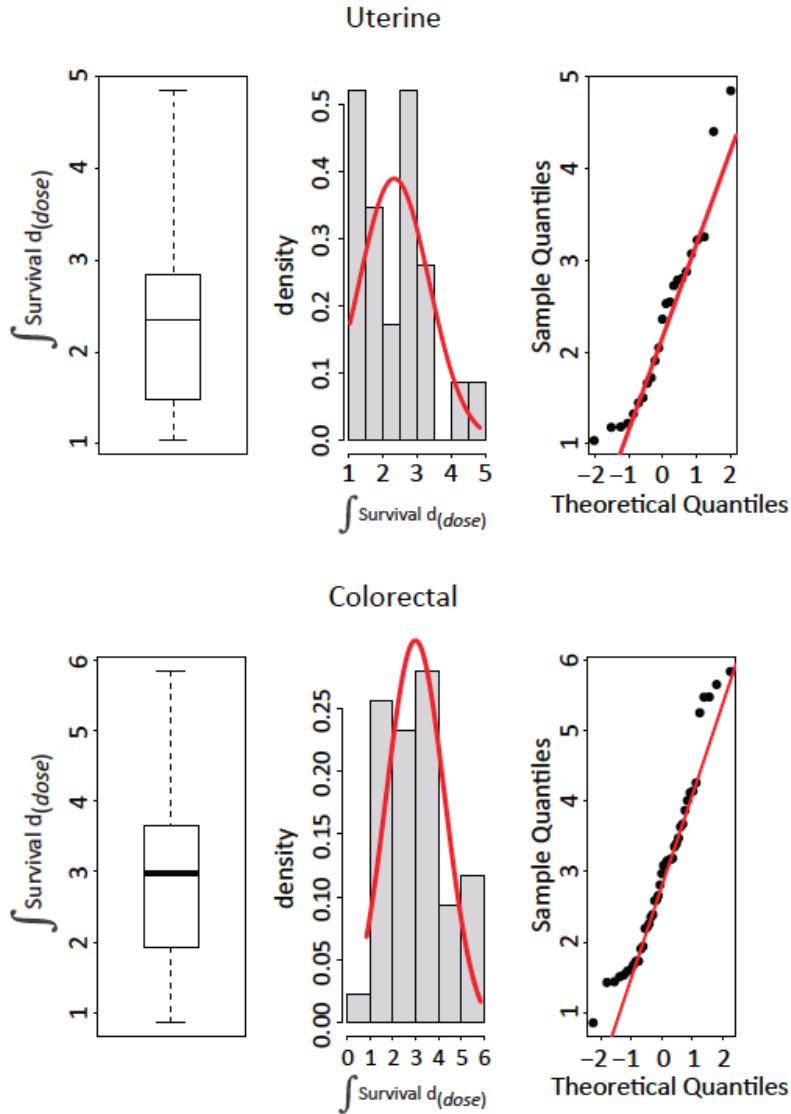 Uterine
∫ Survival d(dose)
1 2 3 4 5
density
0.0 0.1 0.2 0.3 0.4 0.5
1 2 3 4 5
∫ Survival d(dose)
Sample Quantiles
1 2 3 4 5
−2 −1 0 1 2
Theoretical Quantiles
Colorectal
∫ Survival d(dose)
1 2 3 4 5 6
density
0.00 0.05 0.10 0.15 0.20 0.25
0 1 2 3 4 5 6
∫ Survival d(dose)
Sample Quantiles
1 2 3 4 5 6
−2 −1 0 1 2
Theoretical Quantiles